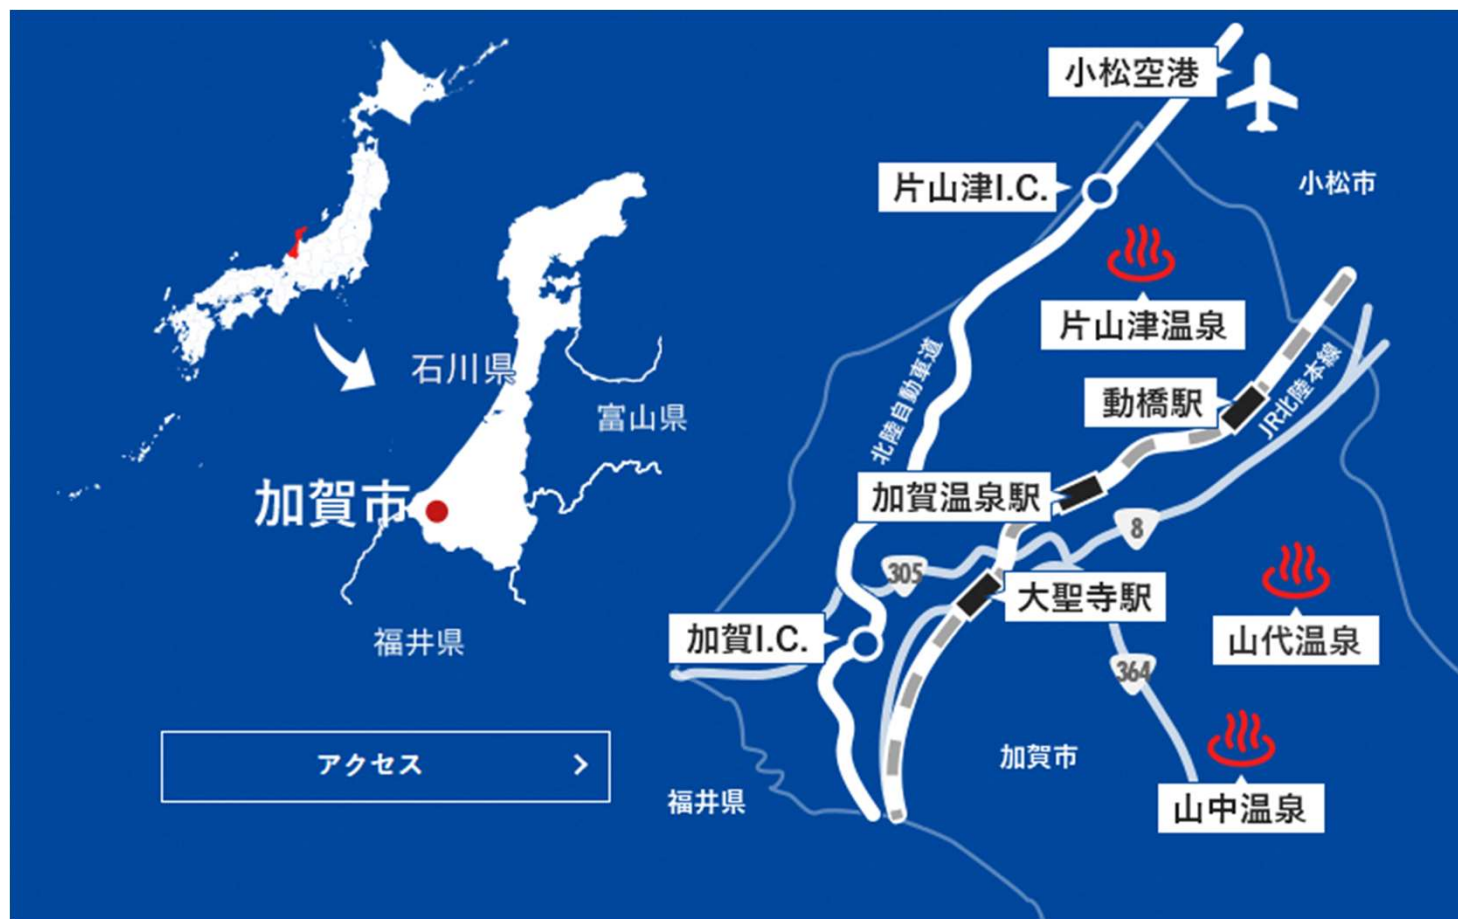 石川県
富山県
加賀市
福井県
アクセス
小松空港
小松市
片山津I.C.
片山津温泉
北陸自動車道
動橋駅
JR北陸本線
加賀温泉駅
8
305
大聖寺駅
山代温泉
加賀I.C.
364
加賀市
山中温泉
福井県